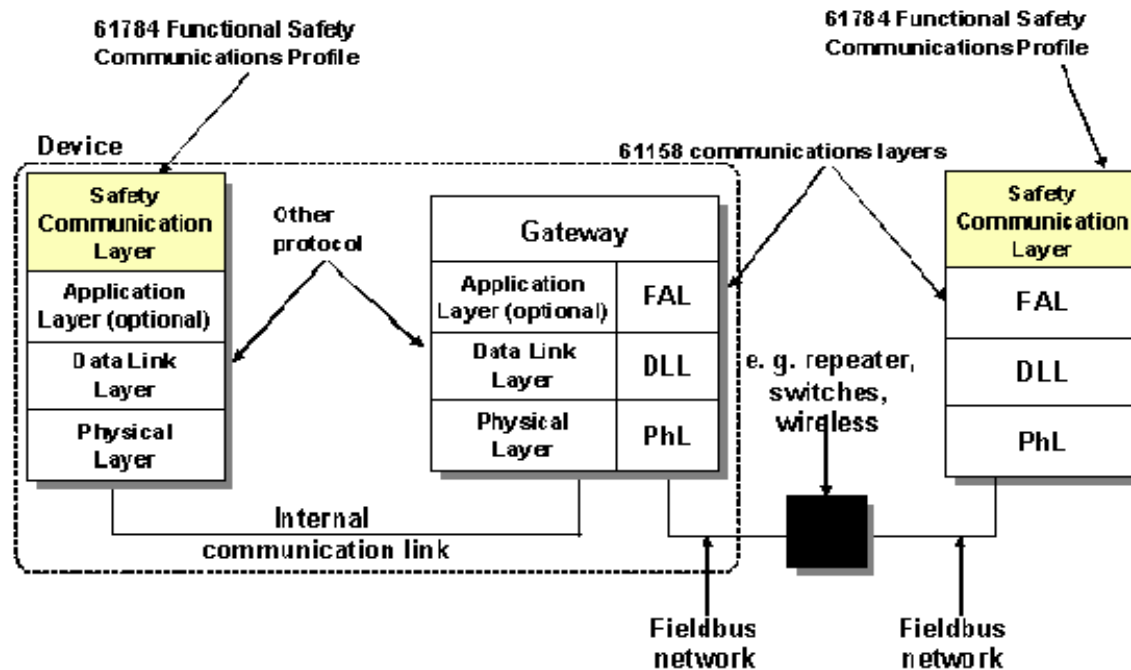 61784 Functional Safety
Communications Profile
61784 Functional Safety
Communications Profile
Device
61158 communications layers
Safety
Communication
Layer
Application
Layer (optional)
Data Link
Layer
Physical
Layer
Other
protocol
Gateway
Application
Layer (optional)
FAL
Data Link
Layer
DLL
Physical
Layer
PhL
e. g. repeater,
switches,
wireless
Safety
Communication
Layer
FAL
DLL
PhL
Internal
communication link
Fieldbus
network
Fieldbus
network